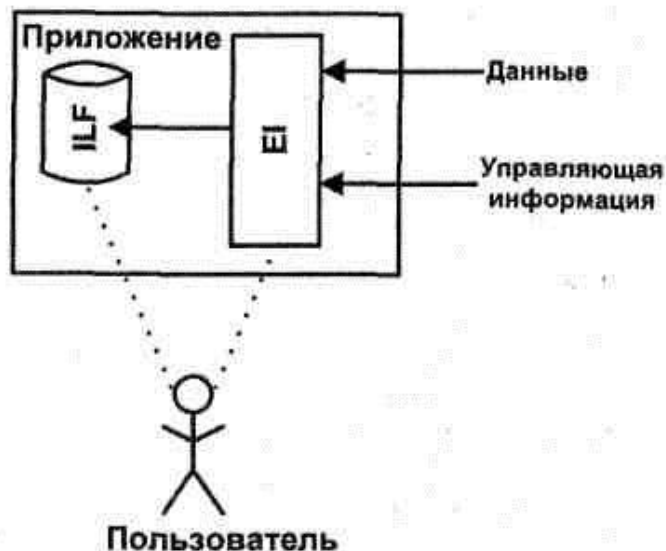 Приложение
ILF
EI
Данные
Управляющая
информация
Пользователь